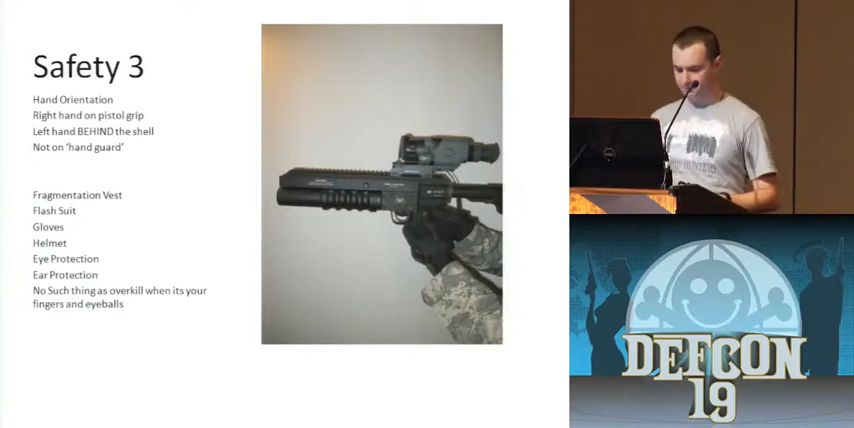 Safety 3
Hand Orientation
Right hand on pistol grip
Left hand BEHIND the shell
Not on 'hand guard'
Fragmentation Vest
Flash Suit
Gloves
Helmet
Eye Protection
Ear Protection
No Such thing as overkill when its your
fingers and eyeballs
DELL
DEFCON
19